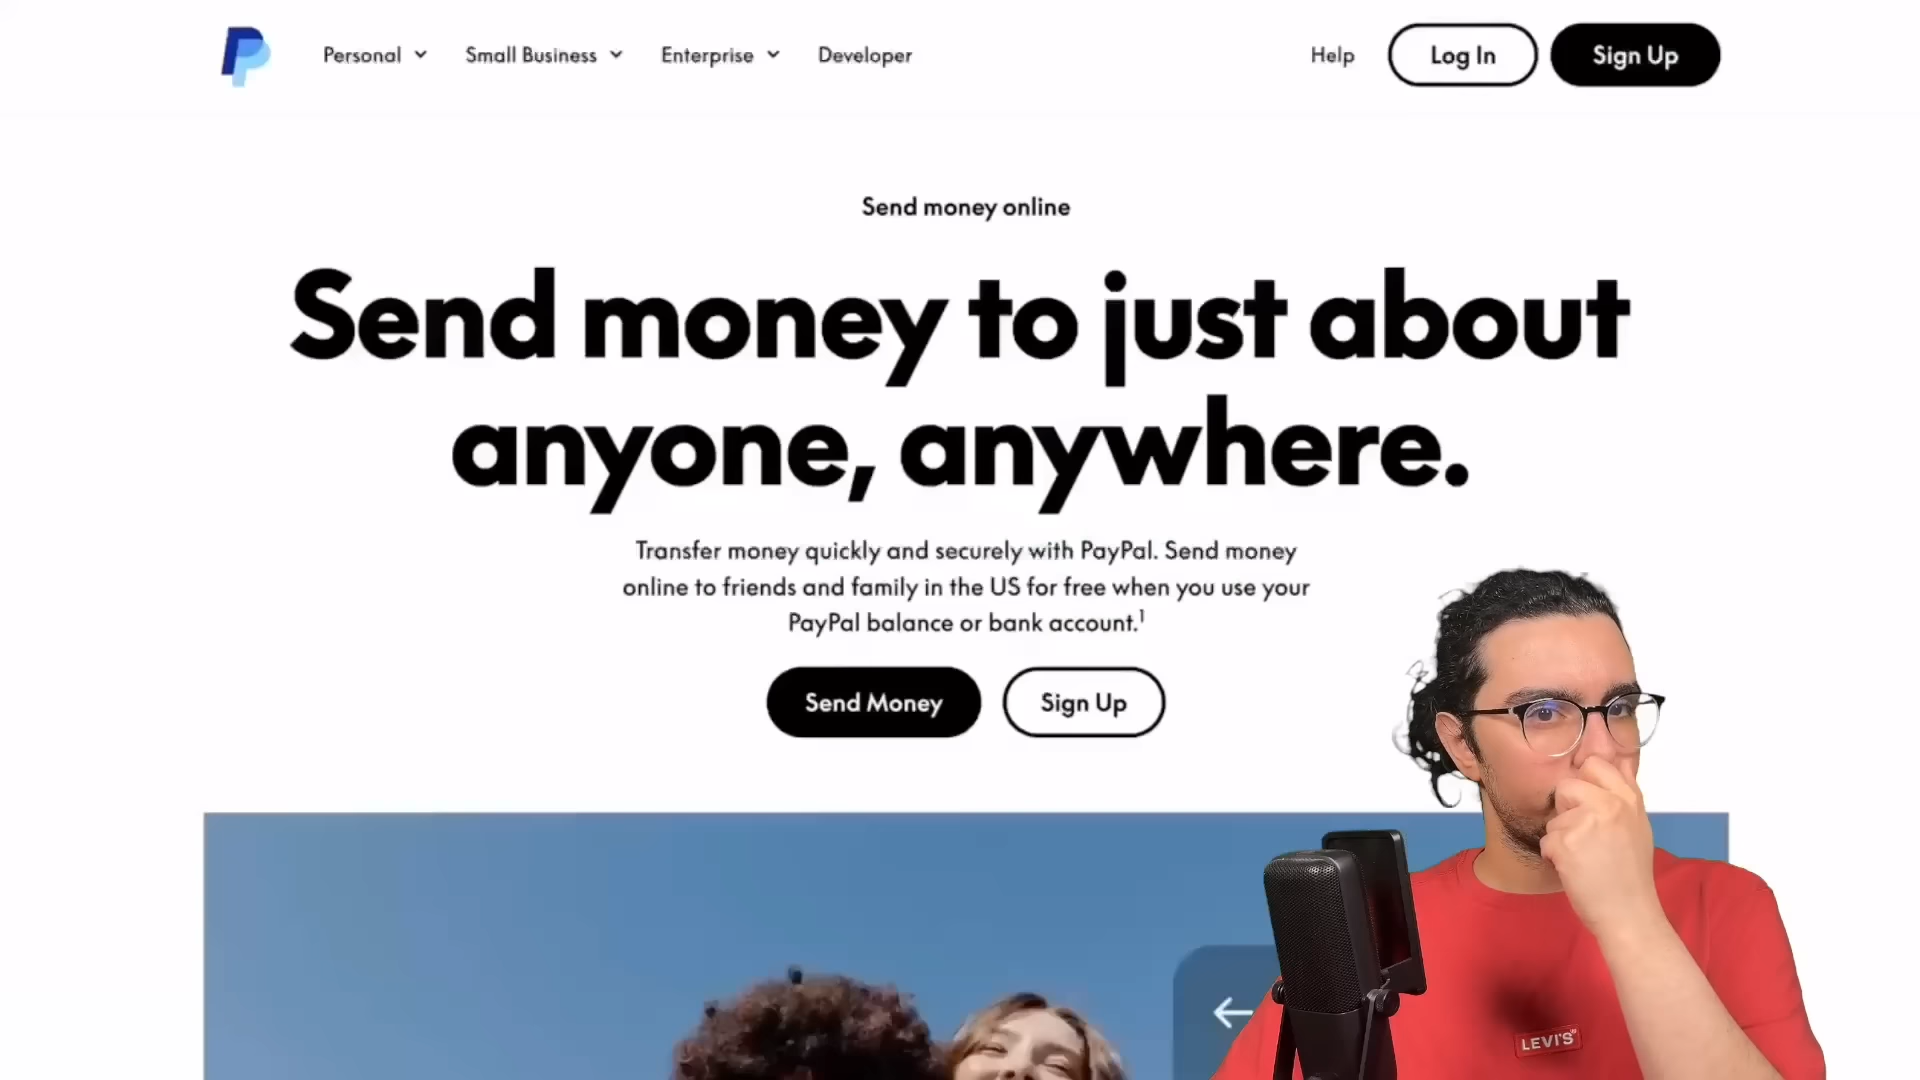 Personal
Small Business
Enterprise
Developer
Help
Log In
Sign Up
Send money online
Send money to just about
anyone, anywhere.
Transfer money quickly and securely with PayPal. Send money
online to friends and family in the US for free when you use your
PayPal balance or bank account.¹
Send Money
Sign Up
LEVI'S